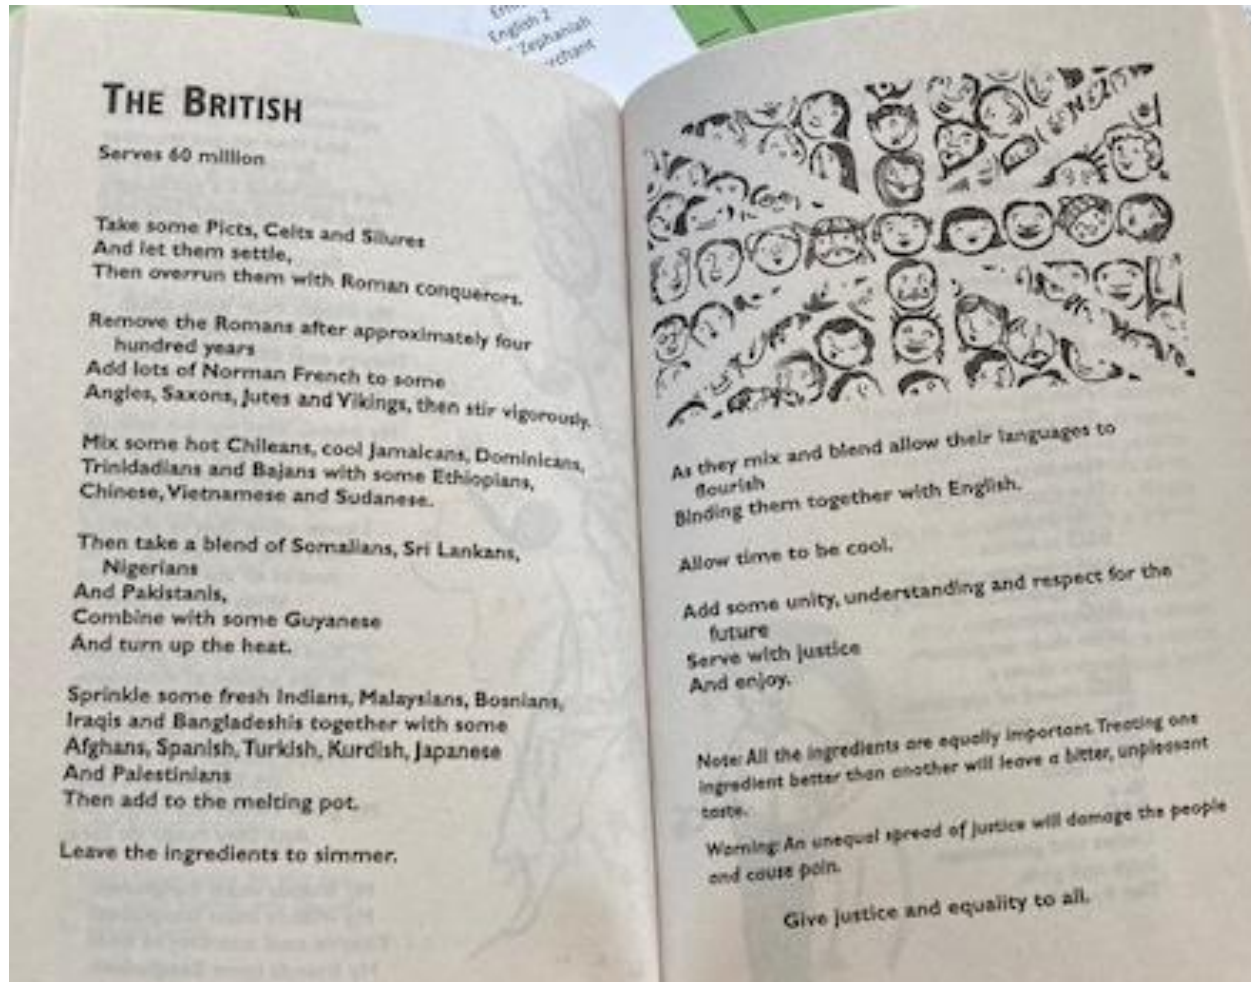 English 2
Zephaniah
THE BRITISH
Serves 60 million
Take some Picts, Celts and Silures
And let them settle,
Then overrun them with Roman conquerors.
Remove the Romans after approximately four
hundred years
Add lots of Norman French to some
Angles, Saxons, Jutes and Vikings, then stir vigorously.
Mix some hot Chileans, cool Jamaicans, Dominicans,
Trinidadians and Bajans with some Ethiopians,
Chinese, Vietnamese and Sudanese.
Then take a blend of Somalians, Sri Lankans,
Nigerians
And Pakistanis,
Combine with some Guyanese
And turn up the heat.
Sprinkle some fresh Indians, Malaysians, Bosnians,
Iraqis and Bangladeshis together with some
Afghans, Spanish, Turkish, Kurdish, Japanese
And Palestinians
Then add to the melting pot.
Leave the ingredients to simmer.
As they mix and blend allow their languages to
flourish
Binding them together with English.
Allow time to be cool.
Add some unity, understanding and respect for the
future
Serve with justice
And enjoy.
Note: All the ingredients are equally important. Treating one
ingredient better than another will leave a bitter, unpleasant
taste.
Warning: An unequal spread of justice will damage the people
and cause pain.
Give justice and equality to all.